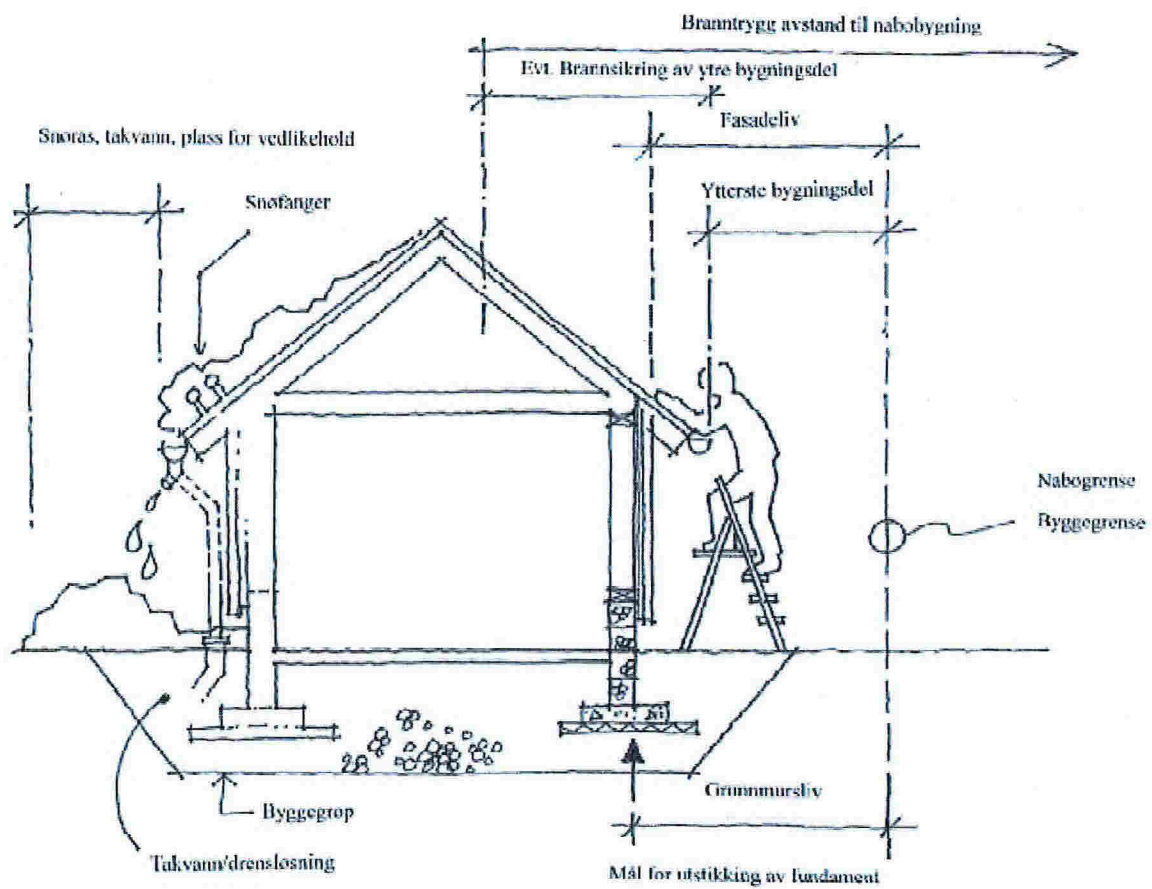 Branntrygg avstand til nabobygning
Evt. Brannsikring av ytre bygningsdel
Fasadeliv
Snøras, takvann, plass for vedlikehold
Ytterste bygningsdel
Snøfanger
Nabogrense
Byggegrense
Grunnmursliv
Byggegrop
Takvann/drensløsning
Mål for utstikking av fundament